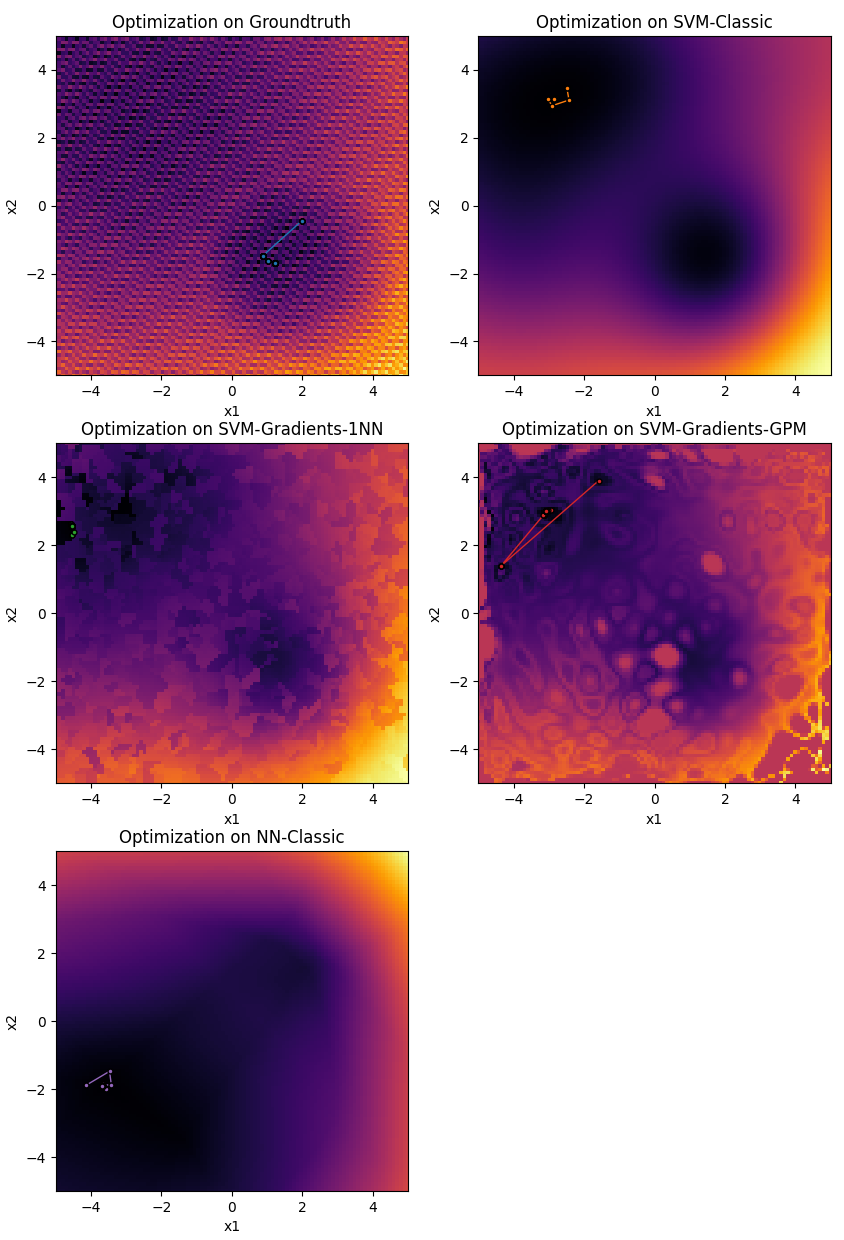 Optimization on Groundtruth
4
2
0
−2
−4
x2
−4 −2 0 2 4
x1
Optimization on SVM-Classic
4
2
0
−2
−4
x2
−4 −2 0 2 4
x1
Optimization on SVM-Gradients-1NN
4
2
0
−2
−4
x2
−4 −2 0 2 4
x1
Optimization on SVM-Gradients-GPM
4
2
0
−2
−4
x2
−4 −2 0 2 4
x1
Optimization on NN-Classic
4
2
0
−2
−4
x2
−4 −2 0 2 4
x1